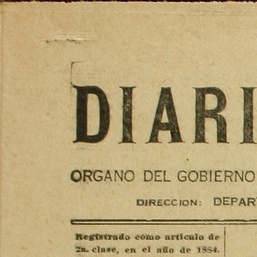 DIARI
ORGANO DEL GOBIERNO
DIRECCION: DEPAR
Registrado como artículo de
2a. clase, en el año de 1884.